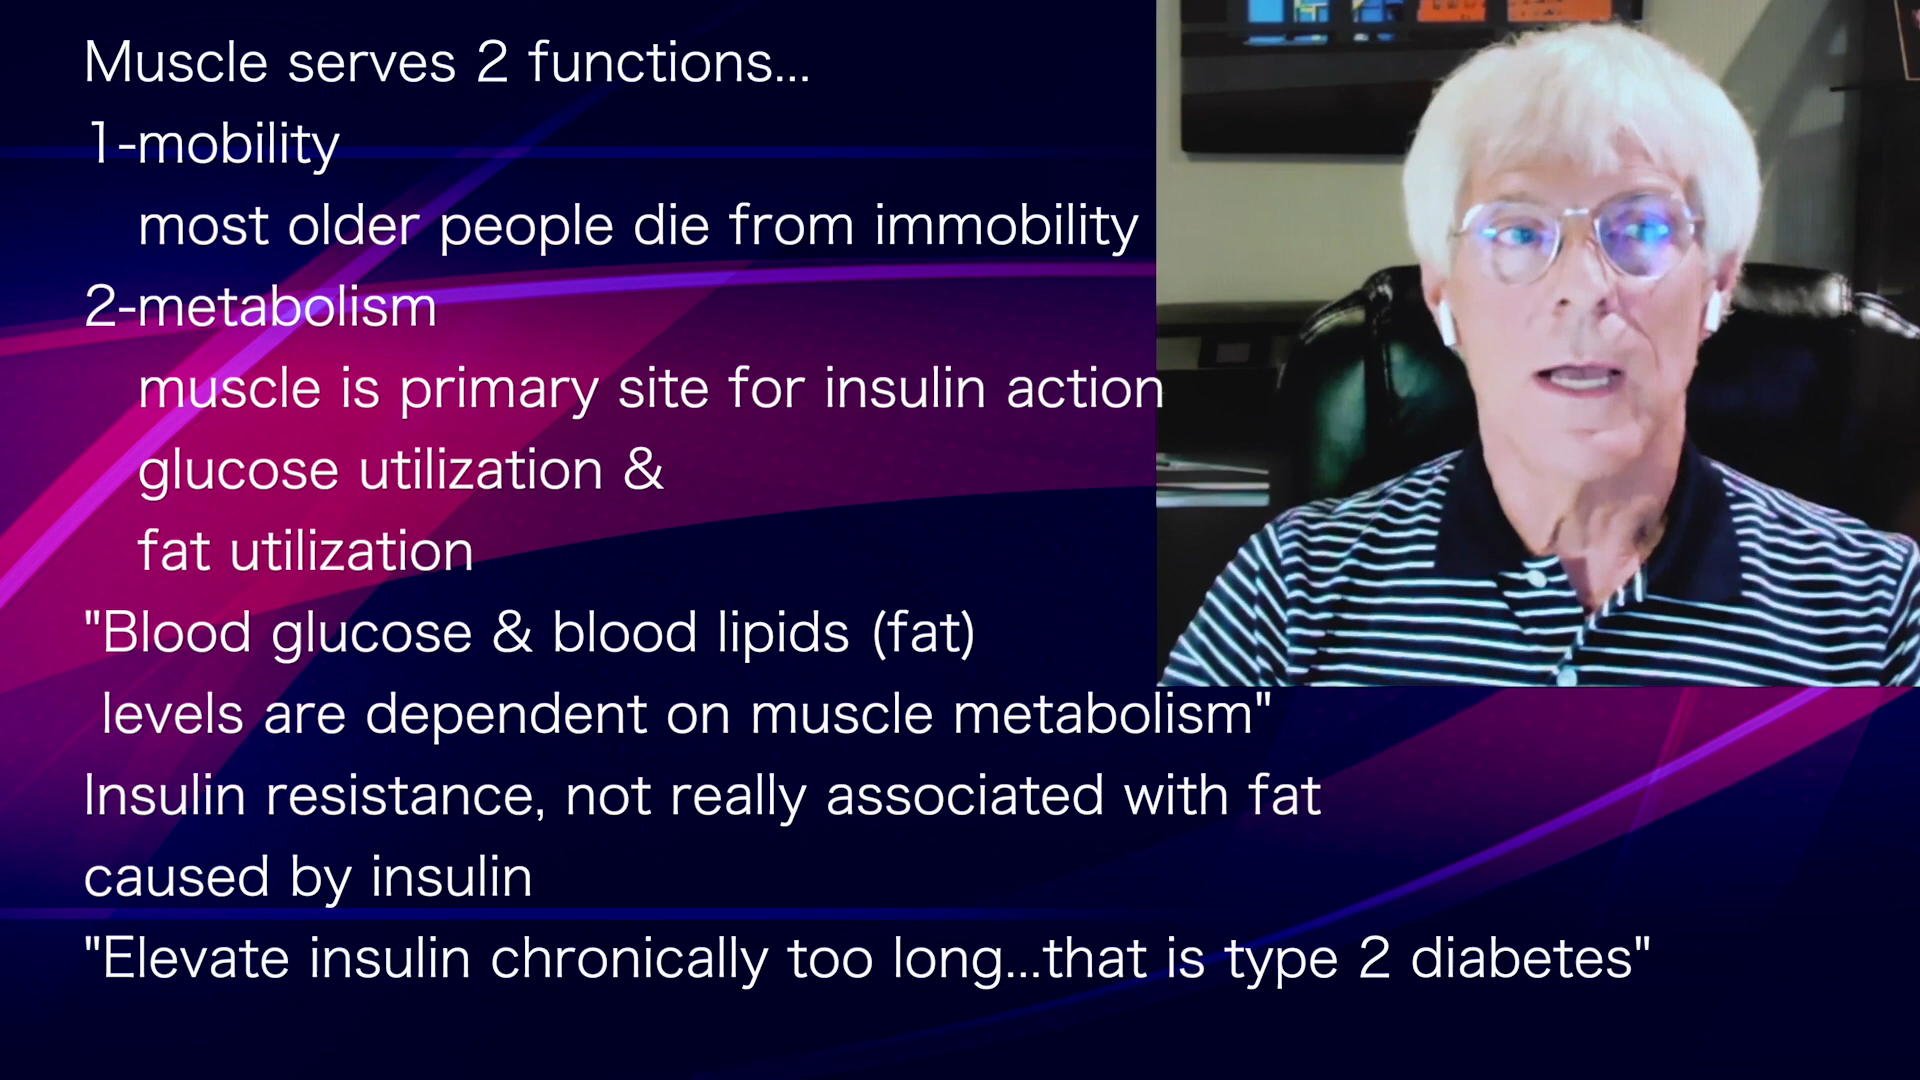 Muscle serves 2 functions...
1-mobility
most older people die from immobility
2-metabolism
muscle is primary site for insulin action
glucose utilization &
fat utilization
"Blood glucose & blood lipids (fat)
levels are dependent on muscle metabolism"
Insulin resistance, not really associated with fat
caused by insulin
"Elevate insulin chronically too long...that is type 2 diabetes"